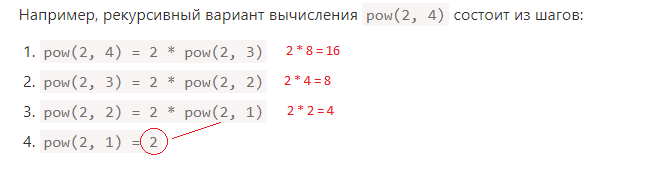 Например, рекурсивный вариант вычисления pow(2, 4) состоит из шагов:
1. pow(2, 4) = 2 * pow(2, 3) 2 * 8 = 16
2. pow(2, 3) = 2 * pow(2, 2) 2 * 4 = 8
3. pow(2, 2) = 2 * pow(2, 1) 2 * 2 = 4
4. pow(2, 1) = 2